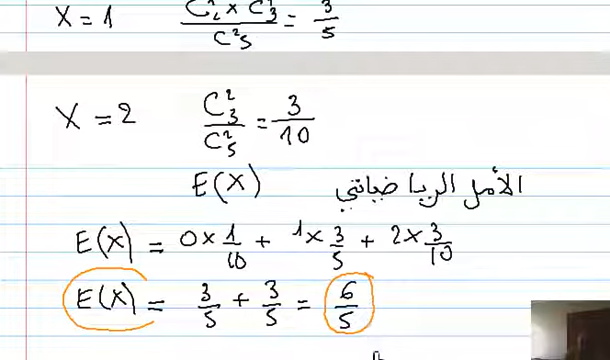 X = 1 C¹₂ × C¹₃ / C²₅ = 3/5
X = 2 C²₃ / C²₅ = 3/10
E(X) الأمل الرياضياتي
E(X) = 0 × 1/10 + 1 × 3/5 + 2 × 3/10
E(X) = 3/5 + 3/5 = 6/5